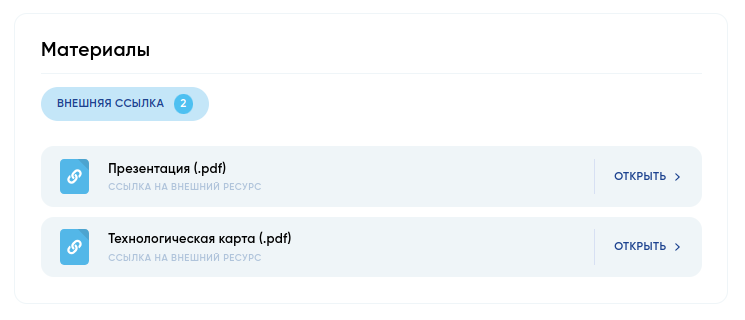 Материалы
ВНЕШНЯЯ ССЫЛКА 2
Презентация (.pdf)
ССЫЛКА НА ВНЕШНИЙ РЕСУРС
ОТКРЫТЬ
Технологическая карта (.pdf)
ССЫЛКА НА ВНЕШНИЙ РЕСУРС
ОТКРЫТЬ